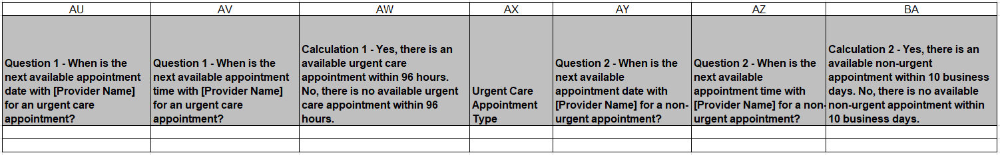 AU AV AW AX AY AZ BA
Question 1 - When is the
next available appointment
date with [Provider Name]
for an urgent care
appointment?
Question 1 - When is the
next available appointment
time with [Provider Name]
for an urgent care
appointment?
Calculation 1 - Yes, there is an
available urgent care
appointment within 96 hours.
No, there is no available urgent
care appointment within 96
hours.
Urgent Care
Appointment
Type
Question 2 - When is the
next available
appointment date with
[Provider Name] for a non-
urgent appointment?
Question 2 - When is the
next available
appointment time with
[Provider Name] for a non-
urgent appointment?
Calculation 2 - Yes, there is an
available non-urgent
appointment within 10 business
days. No, there is no available
non-urgent appointment within
10 business days.